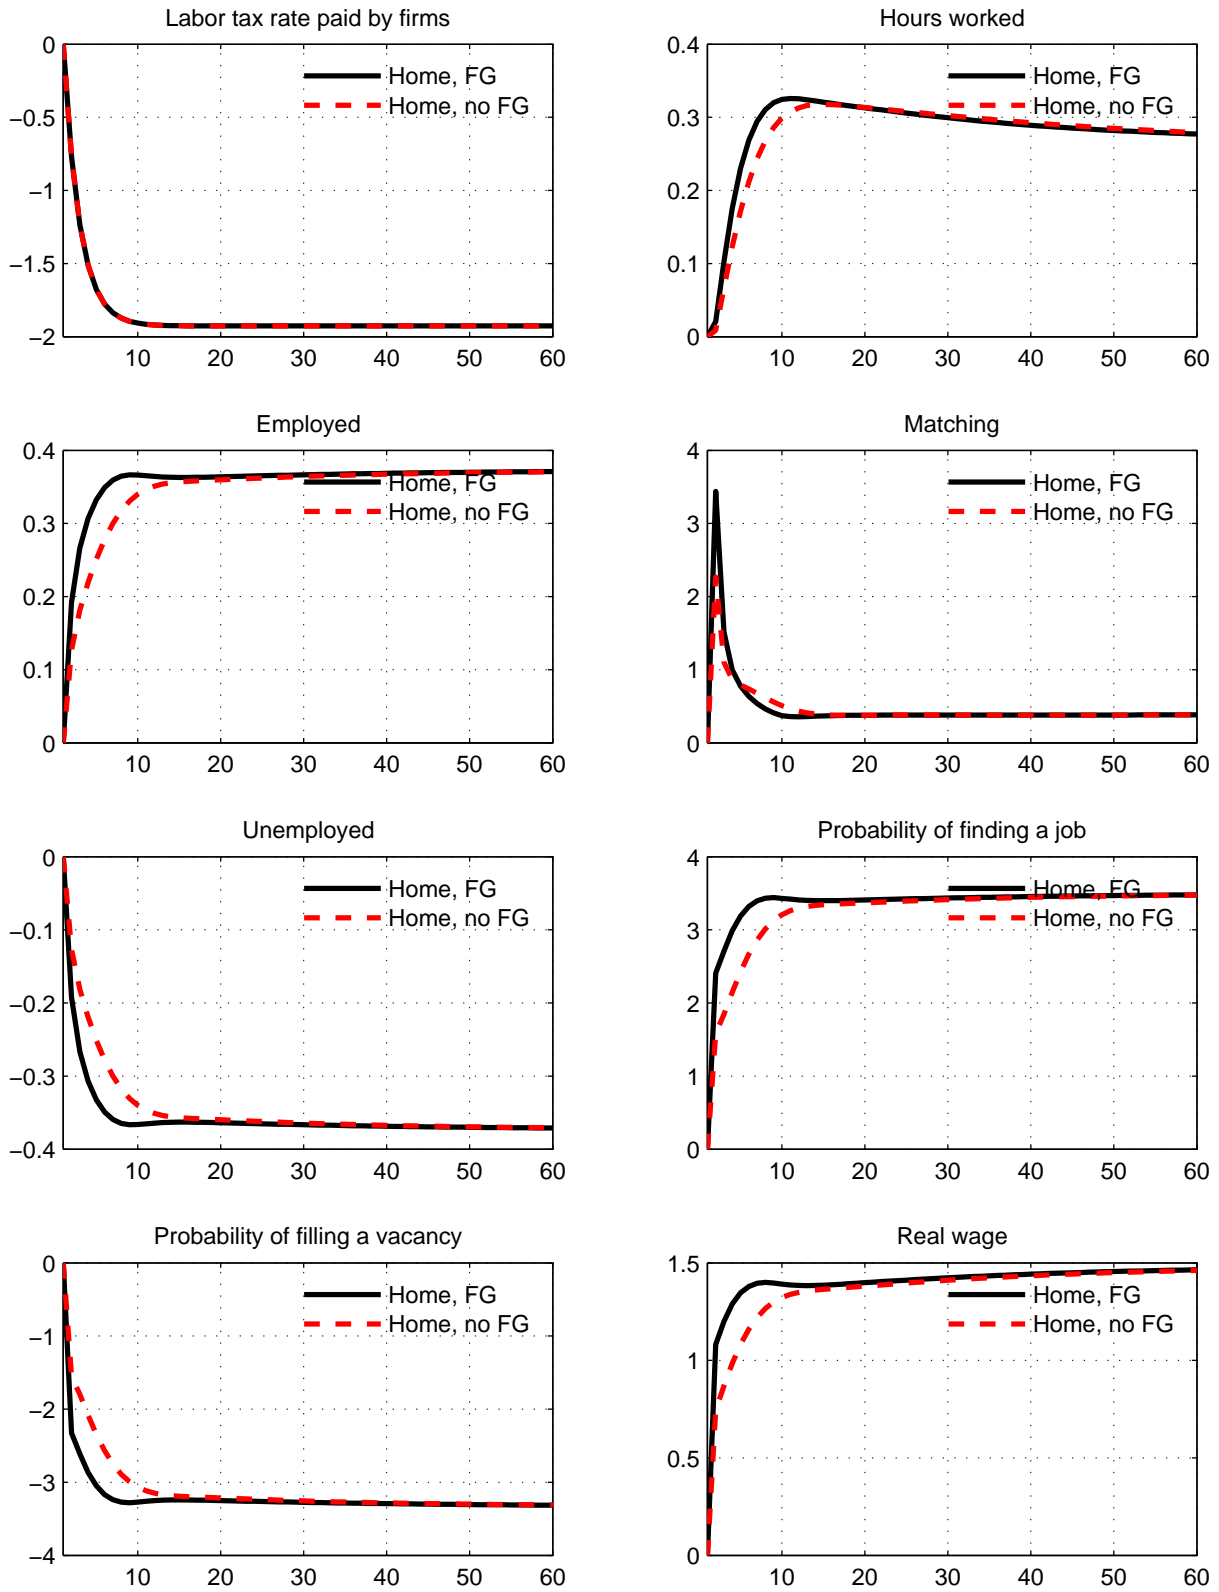 Labor tax rate paid by firms
0
−0.5
−1
−1.5
−2
10 20 30 40 50 60
Home, FG
Home, no FG
Hours worked
0.4
0.3
0.2
0.1
0
10 20 30 40 50 60
Home, FG
Home, no FG
Employed
0.4
0.3
0.2
0.1
0
10 20 30 40 50 60
Home, FG
Home, no FG
Matching
4
3
2
1
0
10 20 30 40 50 60
Home, FG
Home, no FG
Unemployed
0
−0.1
−0.2
−0.3
−0.4
10 20 30 40 50 60
Home, FG
Home, no FG
Probability of finding a job
4
3
2
1
0
10 20 30 40 50 60
Home, FG
Home, no FG
Probability of filling a vacancy
0
−1
−2
−3
−4
10 20 30 40 50 60
Home, FG
Home, no FG
Real wage
1.5
1
0.5
0
10 20 30 40 50 60
Home, FG
Home, no FG